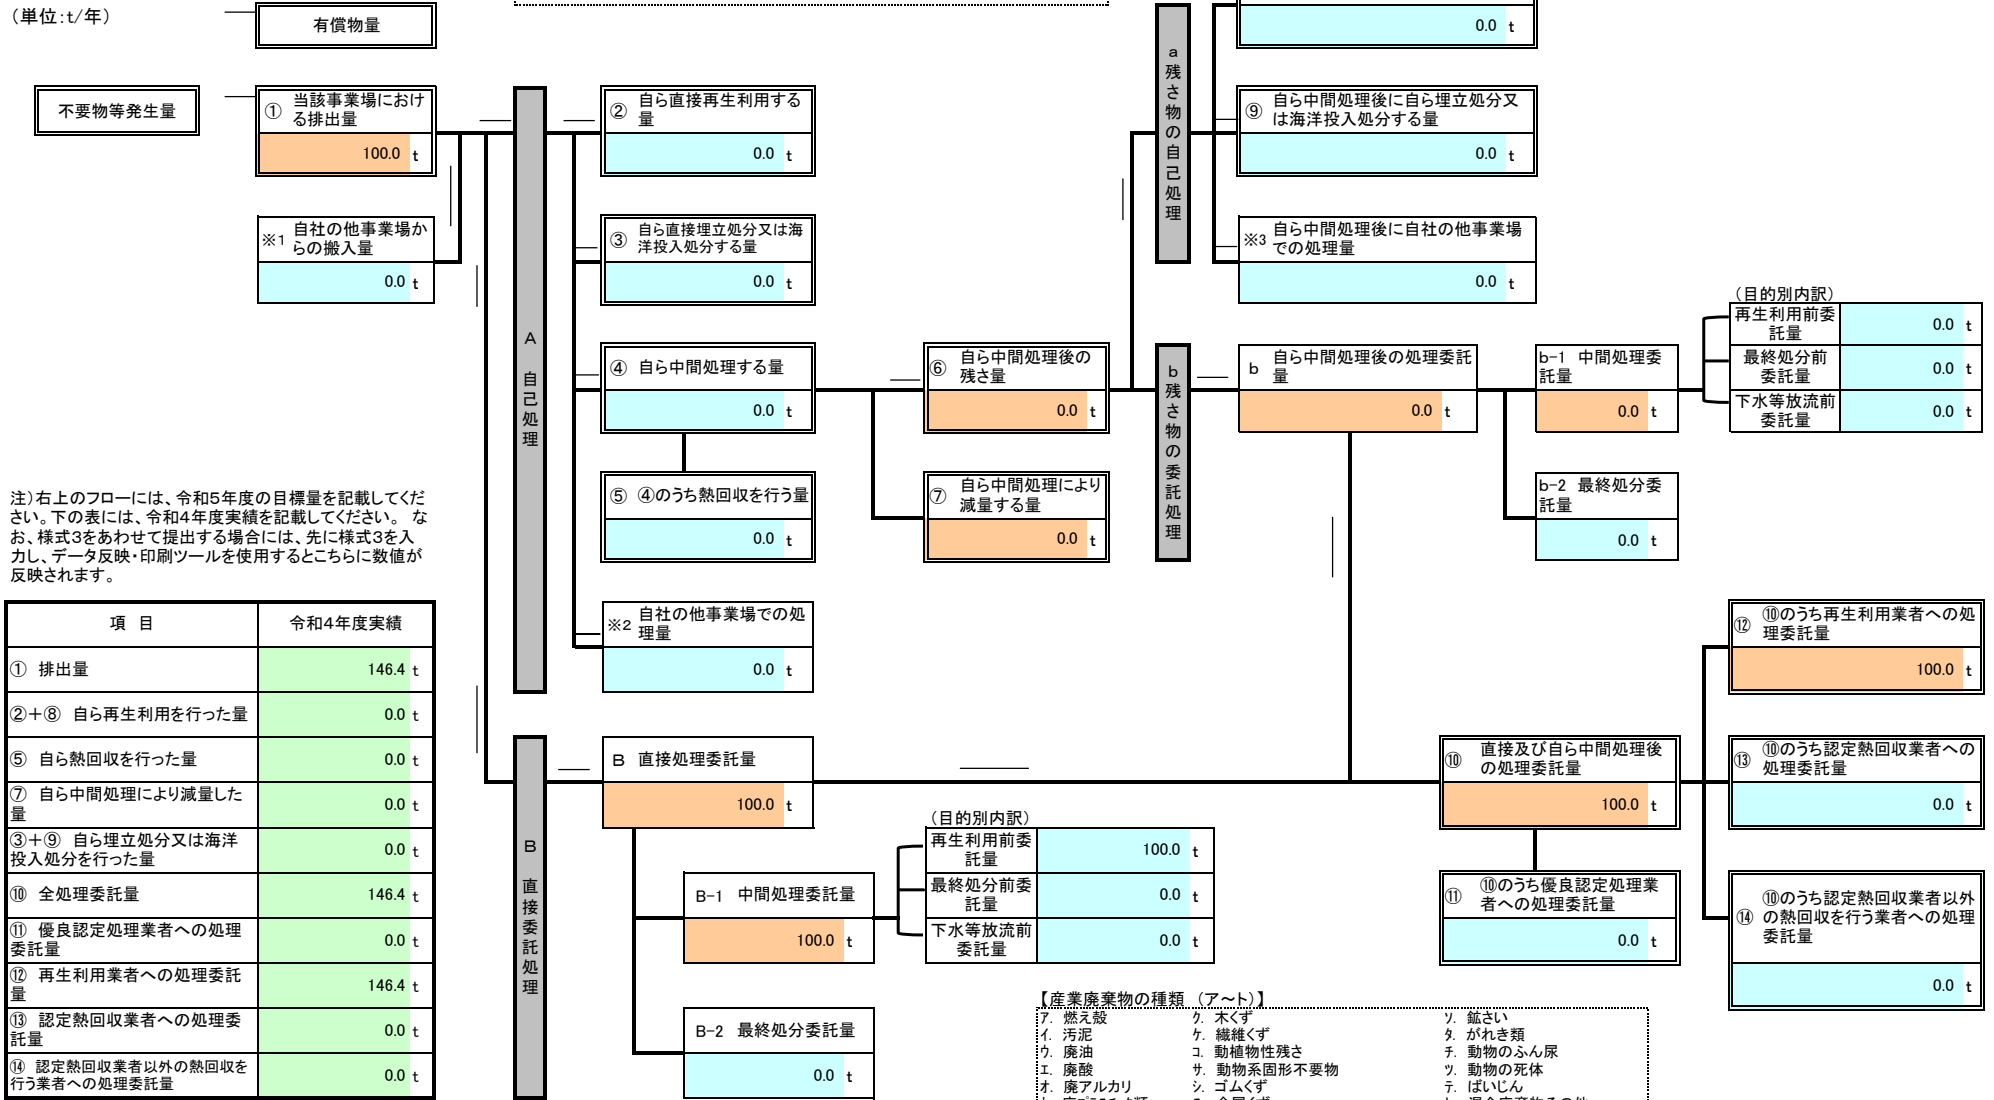 （単位:t/年）
有償物量
不要物等発生量
① 当該事業場におけ
る排出量
100.0 t
※1 自社の他事業場か
らの搬入量
0.0 t
A 自己処理
② 自ら直接再生利用する
量
0.0 t
③ 自ら直接埋立処分又は海
洋投入処分する量
0.0 t
④ 自ら中間処理する量
0.0 t
⑤ ④のうち熱回収を行う量
0.0 t
※2 自社の他事業場での処
理量
0.0 t
⑥ 自ら中間処理後の
残さ量
0.0 t
⑦ 自ら中間処理により
減量する量
0.0 t
a残さ物の自己処理
0.0 t
⑨ 自ら中間処理後に自ら埋立処分又
は海洋投入処分する量
0.0 t
※3 自ら中間処理後に自社の他事業場
での処理量
0.0 t
b残さ物の委託処理
b 自ら中間処理後の処理委託
量
0.0 t
b-1 中間処理委
託量
0.0 t
（目的別内訳）
再生利用前委
託量
0.0 t
最終処分前
委託量
0.0 t
下水等放流前
委託量
0.0 t
b-2 最終処分委
託量
0.0 t
注）右上のフローには、令和5年度の目標量を記載してくだ
さい。下の表には、令和4年度実績を記載してください。 な
お、様式3をあわせて提出する場合には、先に様式3を入
力し、データ反映・印刷ツールを使用するとこちらに数値が
反映されます。
項 目 令和4年度実績
① 排出量 146.4 t
②＋⑧ 自ら再生利用を行った量 0.0 t
⑤ 自ら熱回収を行った量 0.0 t
⑦ 自ら中間処理により減量した
量 0.0 t
③＋⑨ 自ら埋立処分又は海洋
投入処分を行った量 0.0 t
⑩ 全処理委託量 146.4 t
⑪ 優良認定処理業者への処理
委託量 0.0 t
⑫ 再生利用業者への処理委託
量 146.4 t
⑬ 認定熱回収業者への処理委
託量 0.0 t
⑭ 認定熱回収業者以外の熱回収を
行う業者への処理委託量 0.0 t
B 直接委託処理
B 直接処理委託量
100.0 t
B-1 中間処理委託量
100.0 t
（目的別内訳）
再生利用前委
託量
100.0 t
最終処分前委
託量
0.0 t
下水等放流前
委託量
0.0 t
B-2 最終処分委託量
0.0 t
⑩ 直接及び自ら中間処理後
の処理委託量
100.0 t
⑪ ⑩のうち優良認定処理業
者への処理委託量
0.0 t
⑫ ⑩のうち再生利用業者への処
理委託量
100.0 t
⑬ ⑩のうち認定熱回収業者への
処理委託量
0.0 t
⑭ ⑩のうち認定熱回収業者以外
の熱回収を行う業者への処理
委託量
0.0 t
【産業廃棄物の種類 （ア～ト）】
ア. 燃え殻 ク. 木くず ソ. 鉱さい
イ. 汚泥 ケ. 繊維くず タ. がれき類
ウ. 廃油 コ. 動植物性残さ チ. 動物のふん尿
エ. 廃酸 サ. 動物系固形不要物 ツ. 動物の死体
オ. 廃アルカリ シ. ゴムくず テ. ばいじん